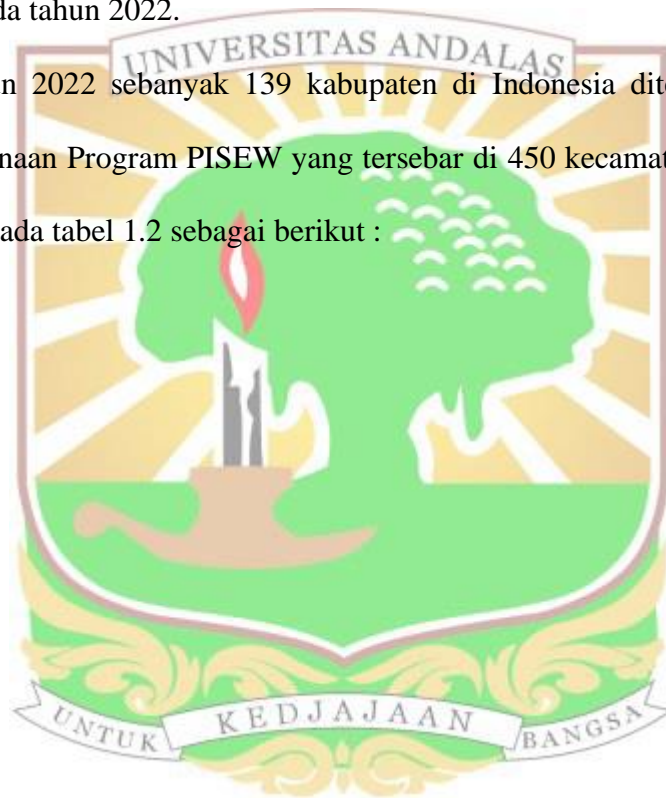 da tahun 2022.
UNIVERSITAS ANDALAS
n 2022 sebanyak 139 kabupaten di Indonesia dit
naan Program PISEW yang tersebar di 450 kecamat
ada tabel 1.2 sebagai berikut :
UNTUK KEDJAJAAN BANGSA